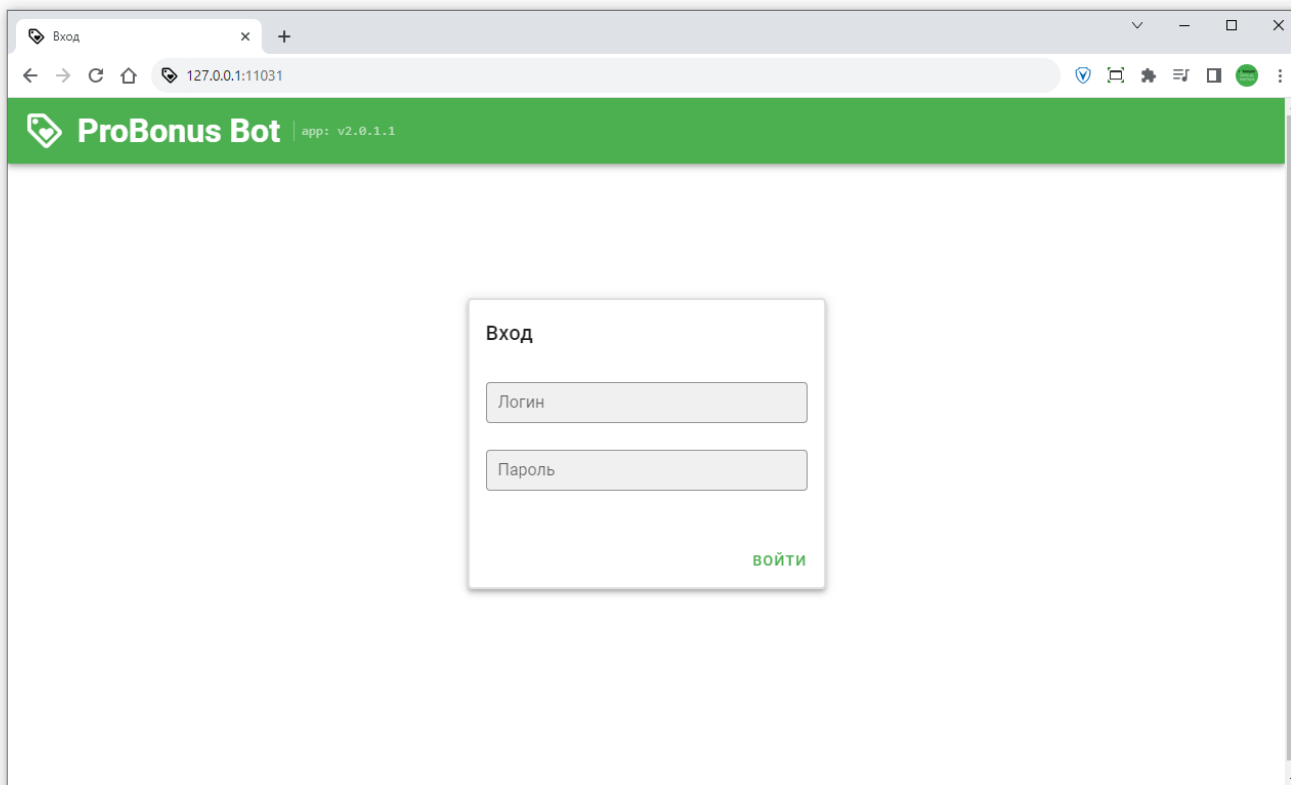 Вход
127.0.0.1:11031
ProBonus Bot
app: v2.0.1.1
Вход
Логин
Пароль
ВОЙТИ